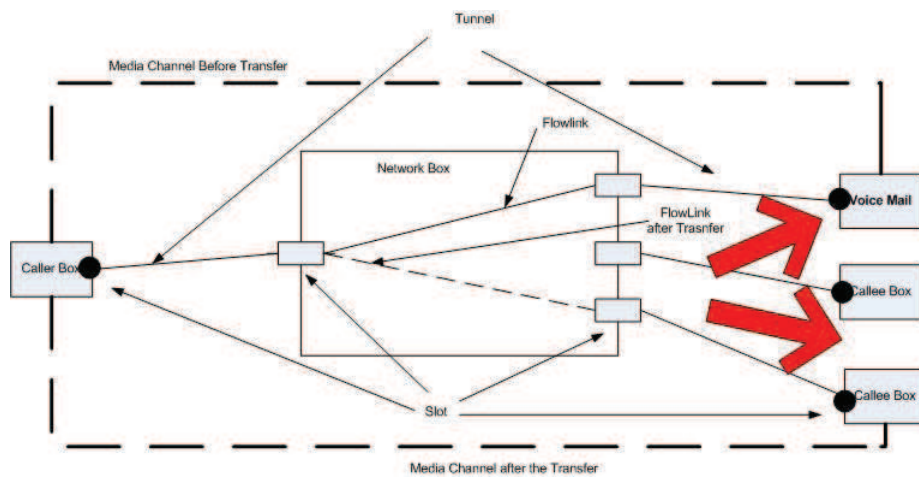 Tunnel
Media Channel Before Transfer
Flowlink
Network Box
Voice Mail
FlowLink
after Trasnfer
Caller Box
Callee Box
Callee Box
Slot
Media Channel after the Transfer